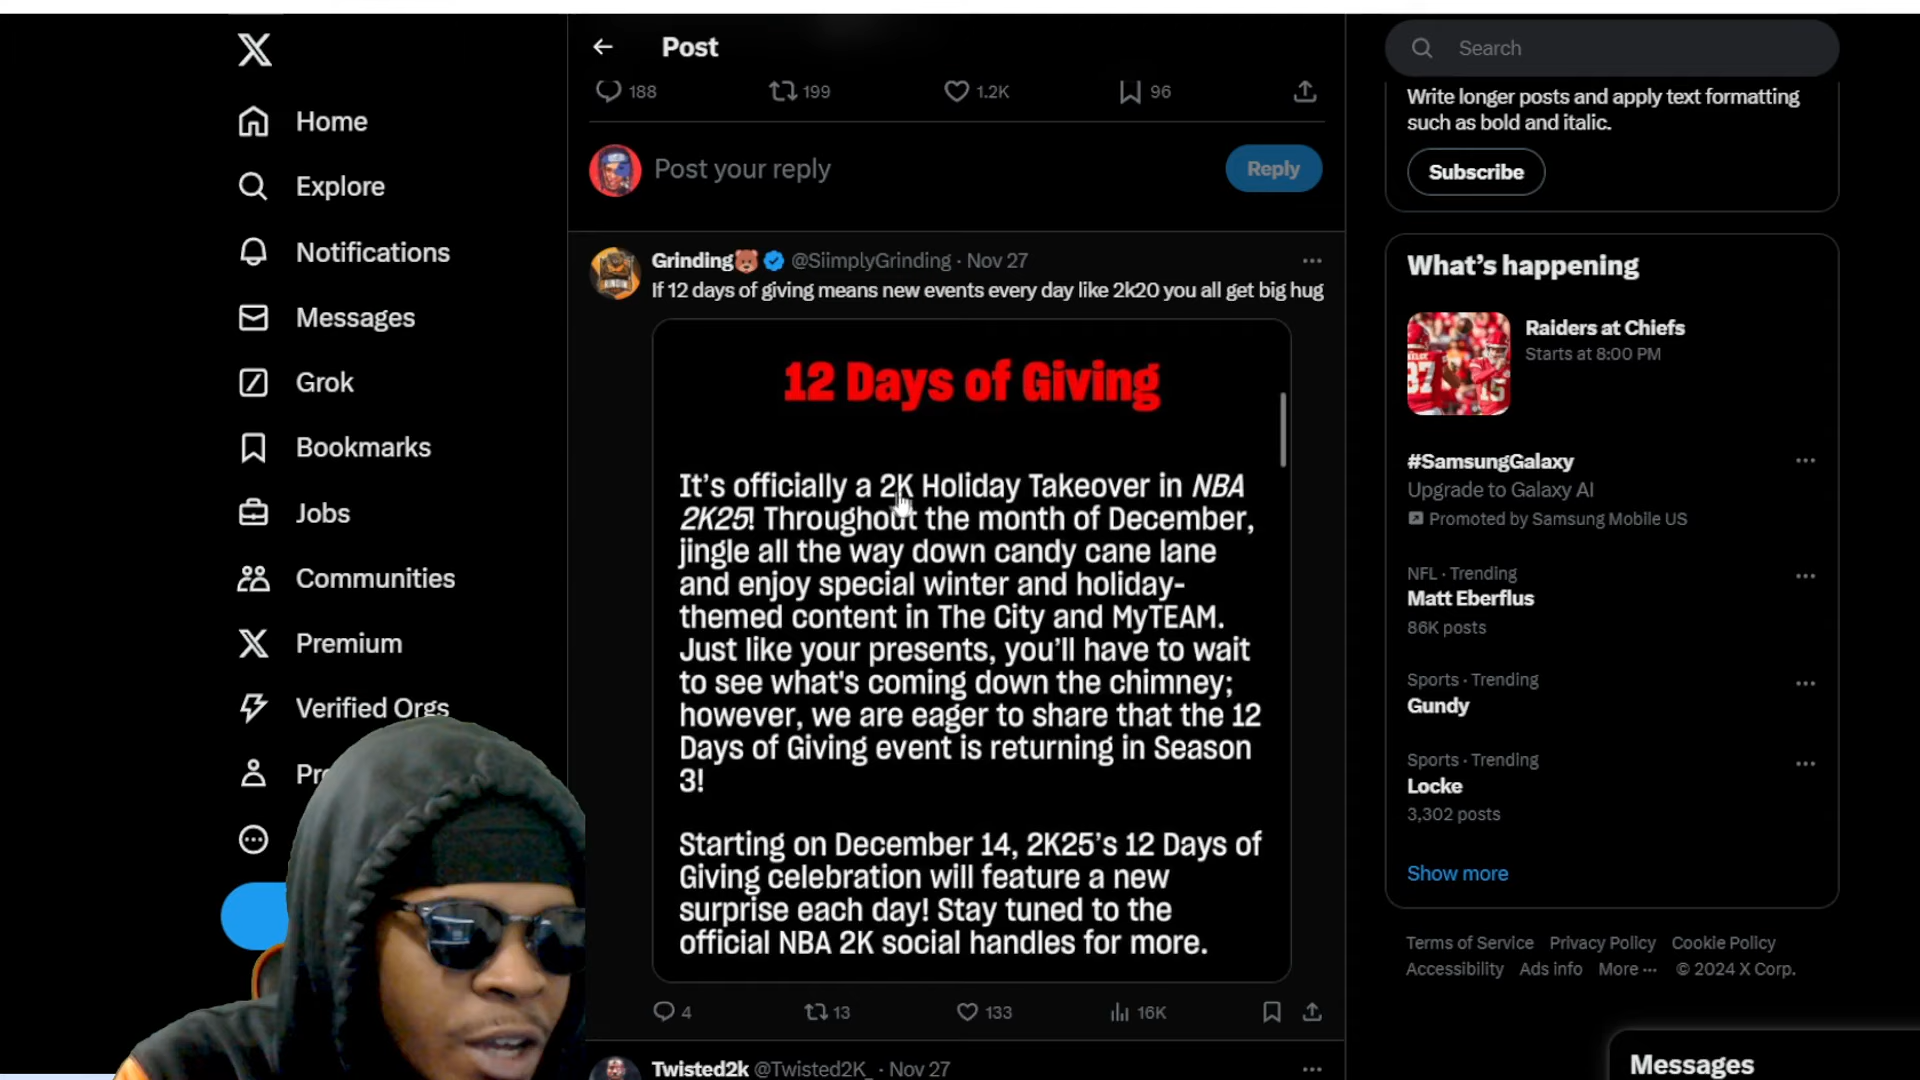 Post
188
199
1.2K
96
Post your reply
Reply
Home
Explore
Notifications
Messages
Grok
Bookmarks
Jobs
Communities
Premium
Verified Orgs
Grinding @SiimplyGrinding · Nov 27
If 12 days of giving means new events every day like 2k20 you all get big hug
12 Days of Giving
It's officially a 2K Holiday Takeover in NBA
2K25! Throughout the month of December,
jingle all the way down candy cane lane
and enjoy special winter and holiday-
themed content in The City and MyTEAM.
Just like your presents, you'll have to wait
to see what's coming down the chimney;
however, we are eager to share that the 12
Days of Giving event is returning in Season
3!
Starting on December 14, 2K25's 12 Days of
Giving celebration will feature a new
surprise each day! Stay tuned to the
official NBA 2K social handles for more.
4
13
133
16K
Twisted2k @Twisted2K_ · Nov 27
Search
Write longer posts and apply text formatting
such as bold and italic.
Subscribe
What's happening
Raiders at Chiefs
Starts at 8:00 PM
#SamsungGalaxy
Upgrade to Galaxy AI
Promoted by Samsung Mobile US
NFL · Trending
Matt Eberflus
86K posts
Sports · Trending
Gundy
Sports · Trending
Locke
3,302 posts
Show more
Terms of Service Privacy Policy Cookie Policy
Accessibility Ads info More ··· © 2024 X Corp.
Messages